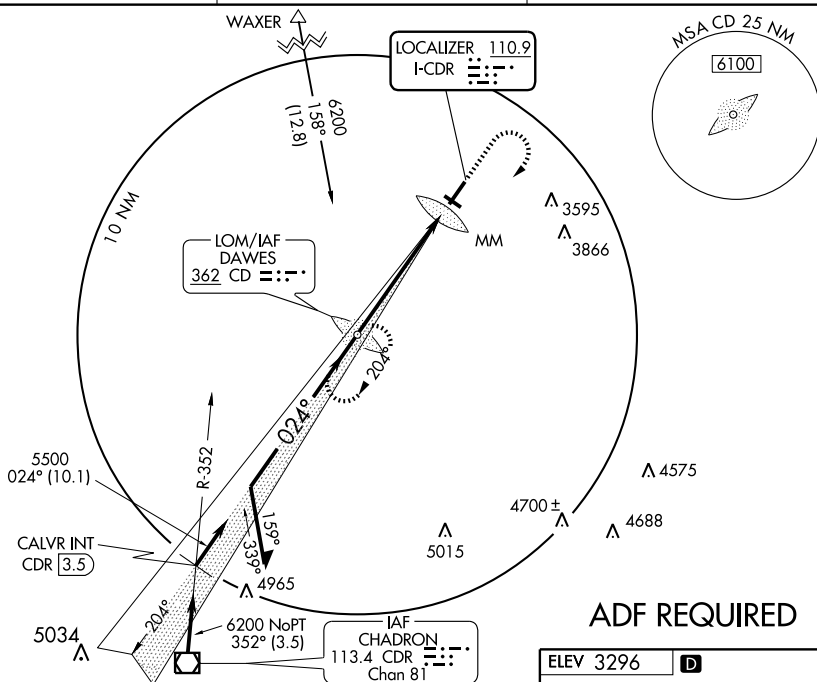 WAXER
6200
158°
(12.8)
LOCALIZER 110.9
I-CDR
MSA CD 25 NM
6100
10 NM
3595
3866
MM
LOM/IAF
DAWES
362 CD
204°
024°
R-352
5500
024° (10.1)
159°
339°
4575
4700±
4688
5015
CALVR INT
CDR 3.5
4965
204°
5034
6200 NoPT
352° (3.5)
IAF
CHADRON
113.4 CDR
Chan 81
ADF REQUIRED
ELEV 3296 D